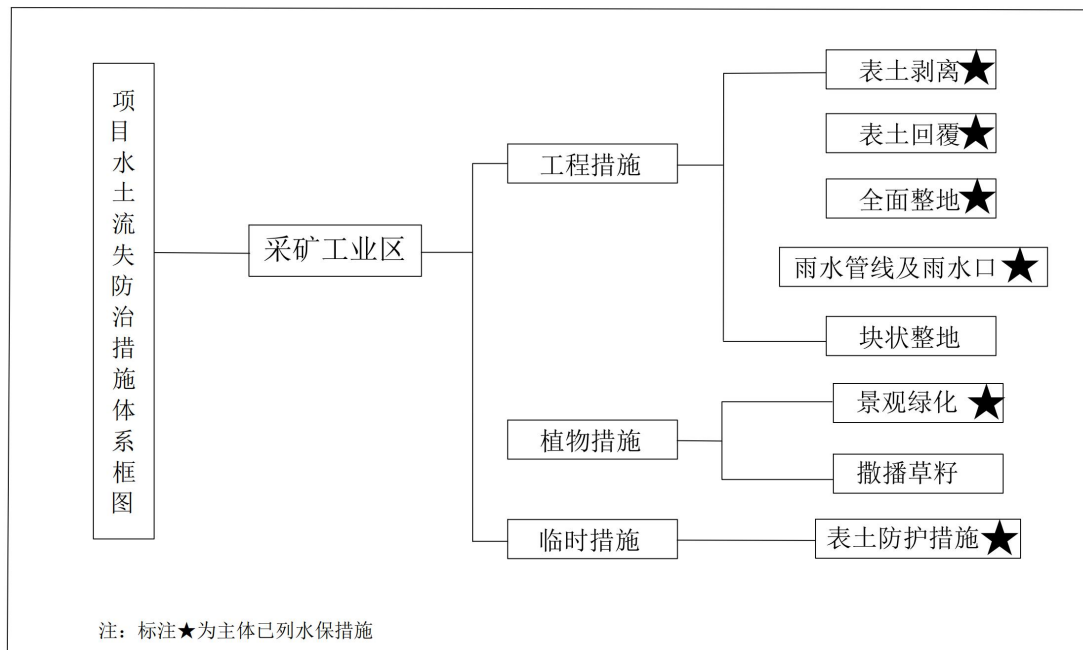 项目水土流失防治措施体系框图
采矿工业区
工程措施
表土剥离★
表土回覆★
全面整地★
雨水管线及雨水口★
块状整地
植物措施
景观绿化★
撒播草籽
临时措施
表土防护措施★
注：标注★为主体已列水保措施